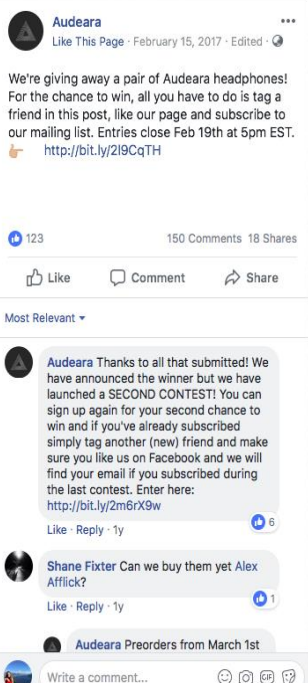 Audeara
Like This Page · February 15, 2017 · Edited ·
We're giving away a pair of Audeara headphones!
For the chance to win, all you have to do is tag a
friend in this post, like our page and subscribe to
our mailing list. Entries close Feb 19th at 5pm EST.
http://bit.ly/2l9CqTH
123
150 Comments 18 Shares
Like Comment Share
Most Relevant
Audeara Thanks to all that submitted! We
have announced the winner but we have
launched a SECOND CONTEST! You can
sign up again for your second chance to
win and if you've already subscribed
simply tag another (new) friend and make
sure you like us on Facebook and we will
find your email if you subscribed during
the last contest. Enter here:
http://bit.ly/2m6rX9w
6
Like · Reply · 1y
Shane Fixter Can we buy them yet Alex
Afflick?
1
Like · Reply · 1y
Audeara Preorders from March 1st
Write a comment...
GIF